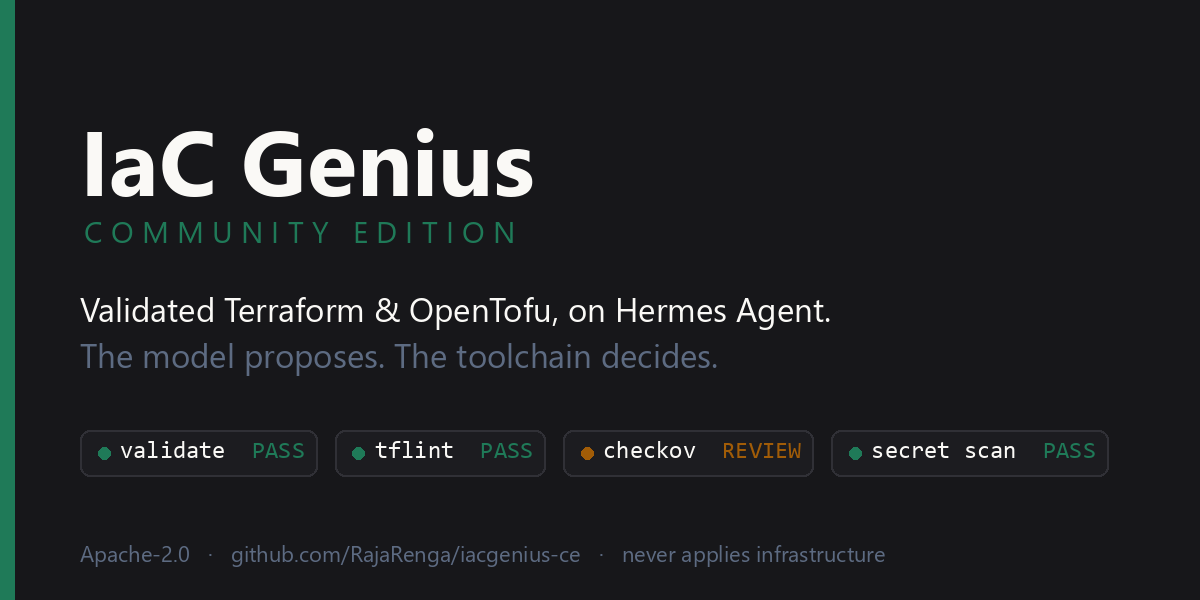 IaC Genius
COMMUNITY EDITION
Validated Terraform & OpenTofu, on Hermes Agent.
The model proposes. The toolchain decides.
validate PASS tflint PASS checkov REVIEW secret scan PASS
Apache-2.0 · github.com/RajaRenga/iacgenius-ce · never applies infrastructure